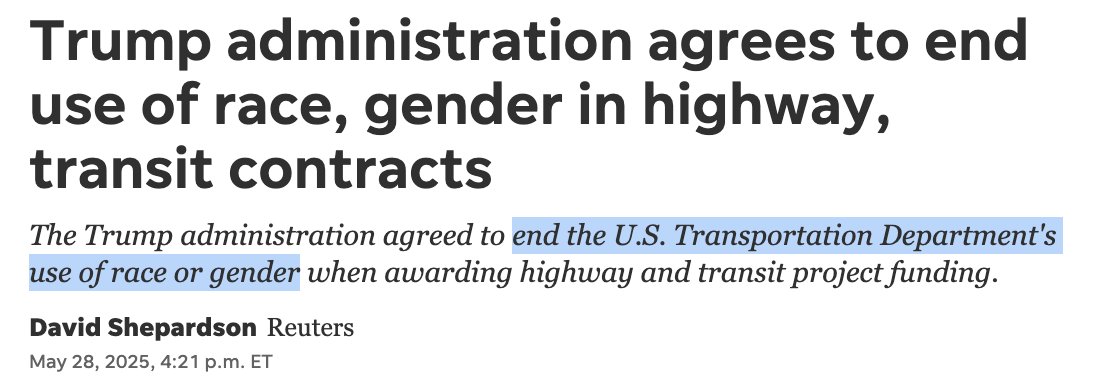 Trump administration agrees to end
use of race, gender in highway,
transit contracts
The Trump administration agreed to end the U.S. Transportation Department's
use of race or gender when awarding highway and transit project funding.
David Shepardson Reuters
May 28, 2025, 4:21 p.m. ET